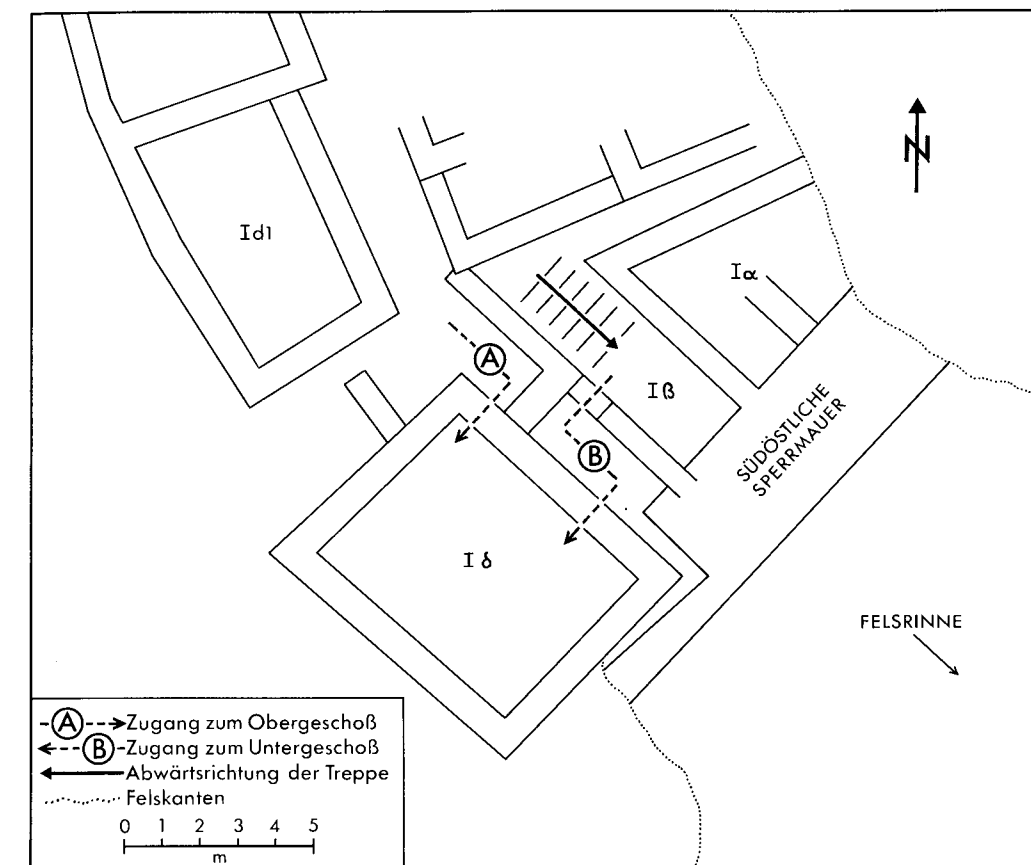 N
Id1
Iα
A
Iß
B
SÜDÖSTLICHE
SPERRMAUER
Iδ
FELSRINNE
A Zugang zum Obergeschoß
B Zugang zum Untergeschoß
Abwärtsrichtung der Treppe
Felskanten
0 1 2 3 4 5
m